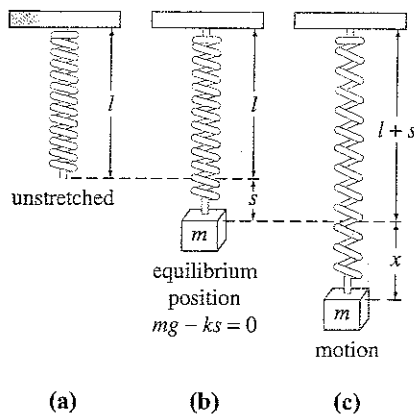 l
l
l + s
unstretched
s
m
x
equilibrium
position
mg − ks = 0
m
motion
(a)
(b)
(c)